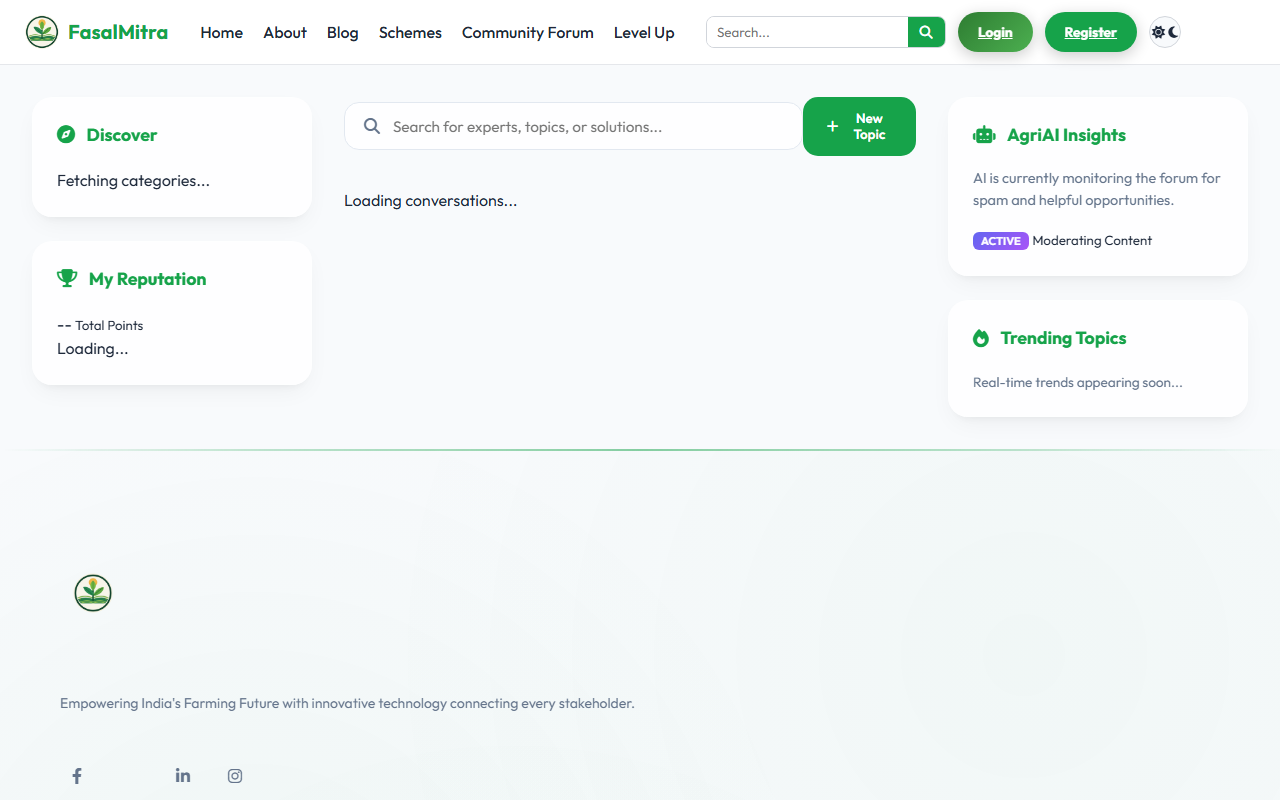 FasalMitra
Home About Blog Schemes Community Forum Level Up
Search...
Login
Register
Discover
Fetching categories...
My Reputation
-- Total Points
Loading...
Search for experts, topics, or solutions...
New
Topic
Loading conversations...
AgriAI Insights
AI is currently monitoring the forum for
spam and helpful opportunities.
ACTIVE Moderating Content
Trending Topics
Real-time trends appearing soon...
Empowering India's Farming Future with innovative technology connecting every stakeholder.